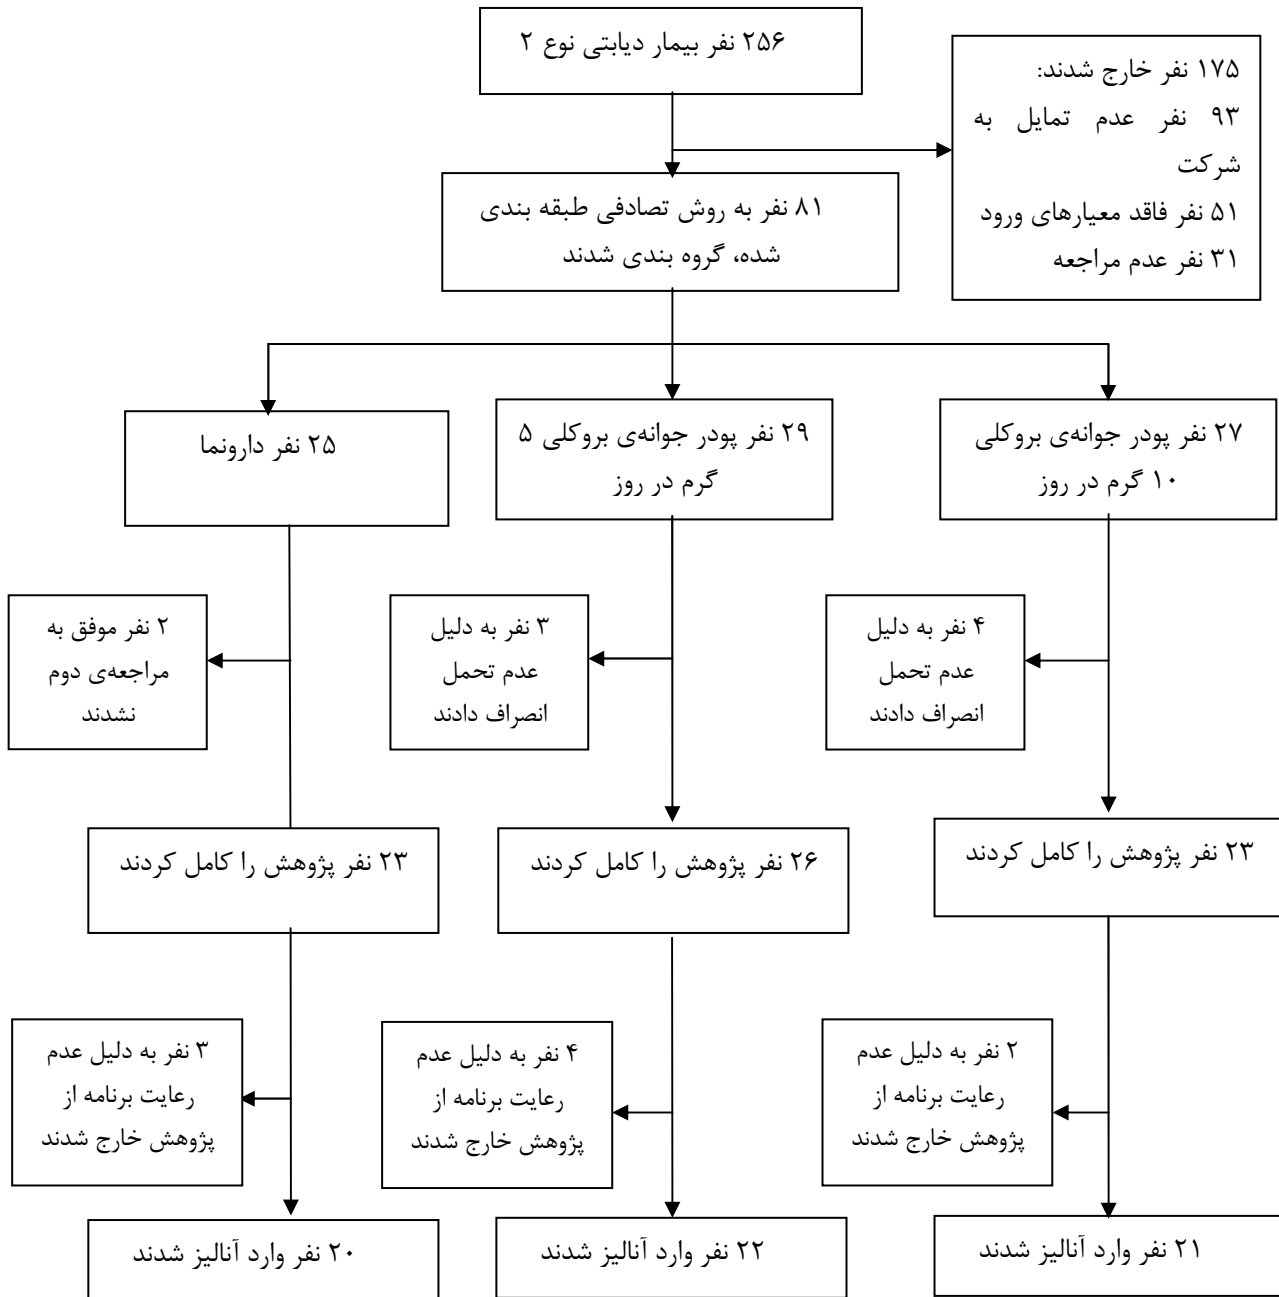 ۲۵۶ نفر بیمار دیابتی نوع ۲
۱۷۵ نفر خارج شدند:
۹۳ نفر عدم تمایل به
شرکت
۵۱ نفر فاقد معیارهای ورود
۳۱ نفر عدم مراجعه
۸۱ نفر به روش تصادفی طبقه بندی
شده، گروه بندی شدند
۲۷ نفر پودر جوانه‌ی بروکلی
۱۰ گرم در روز
۲۹ نفر پودر جوانه‌ی بروکلی ۵
گرم در روز
۲۵ نفر دارونما
۴ نفر به دلیل
عدم تحمل
انصراف دادند
۳ نفر به دلیل
عدم تحمل
انصراف دادند
۲ نفر موفق به
مراجعه‌ی دوم
نشدند
۲۳ نفر پژوهش را کامل کردند
۲۶ نفر پژوهش را کامل کردند
۲۳ نفر پژوهش را کامل کردند
۲ نفر به دلیل عدم
رعایت برنامه از
پژوهش خارج شدند
۴ نفر به دلیل عدم
رعایت برنامه از
پژوهش خارج شدند
۳ نفر به دلیل عدم
رعایت برنامه از
پژوهش خارج شدند
۲۱ نفر وارد آنالیز شدند
۲۲ نفر وارد آنالیز شدند
۲۰ نفر وارد آنالیز شدند